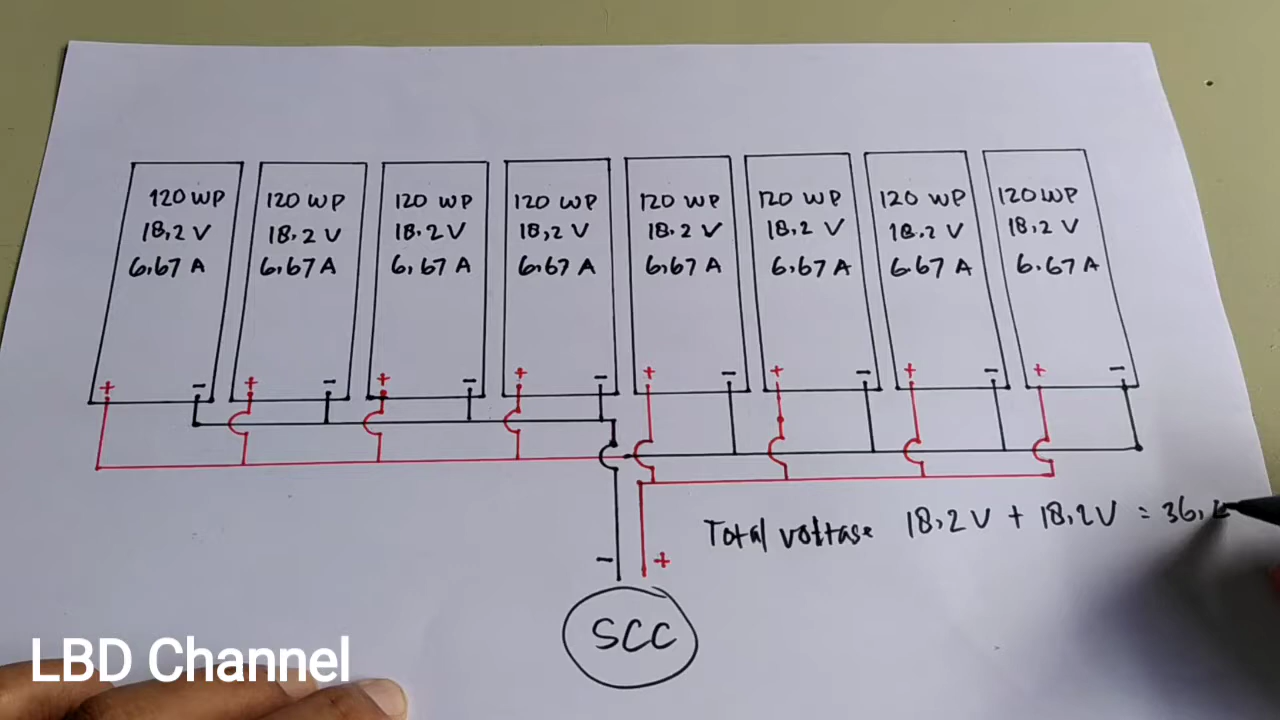 120 WP 120 WP 120 WP 120 WP 120 WP 120 WP 120 WP 120 WP
18,2 V 18.2 V 18.2 V 18,2 V 18.2 V 18.2 V 18.2 V 18,2 V
6,67 A 6.67 A 6,67 A 6.67 A 6,67 A 6,67 A 6.67 A 6.67 A
+ - + - + - + - + - + - + - + -
Total voltase 18,2 V + 18,2 V = 36,
- +
SCC
LBD Channel